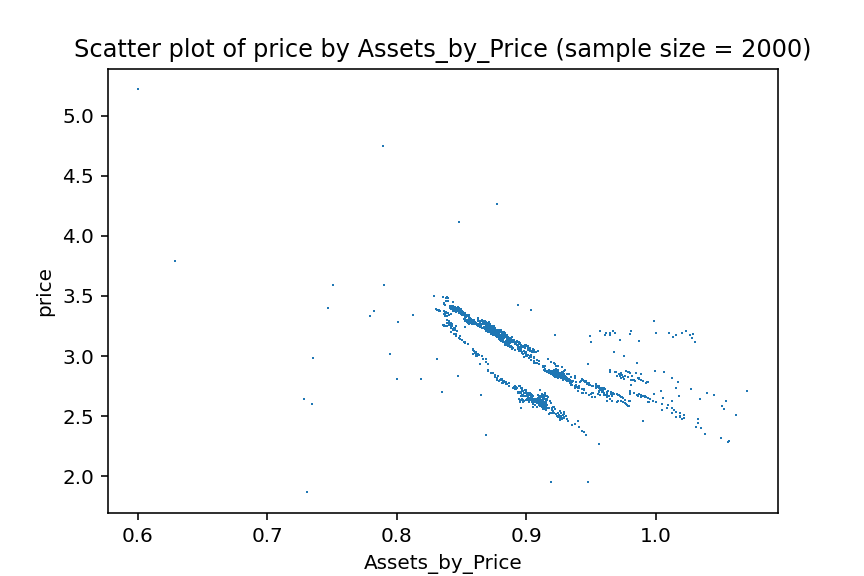 Scatter plot of price by Assets_by_Price (sample size = 2000)
price
5.0
4.5
4.0
3.5
3.0
2.5
2.0
0.6 0.7 0.8 0.9 1.0
Assets_by_Price